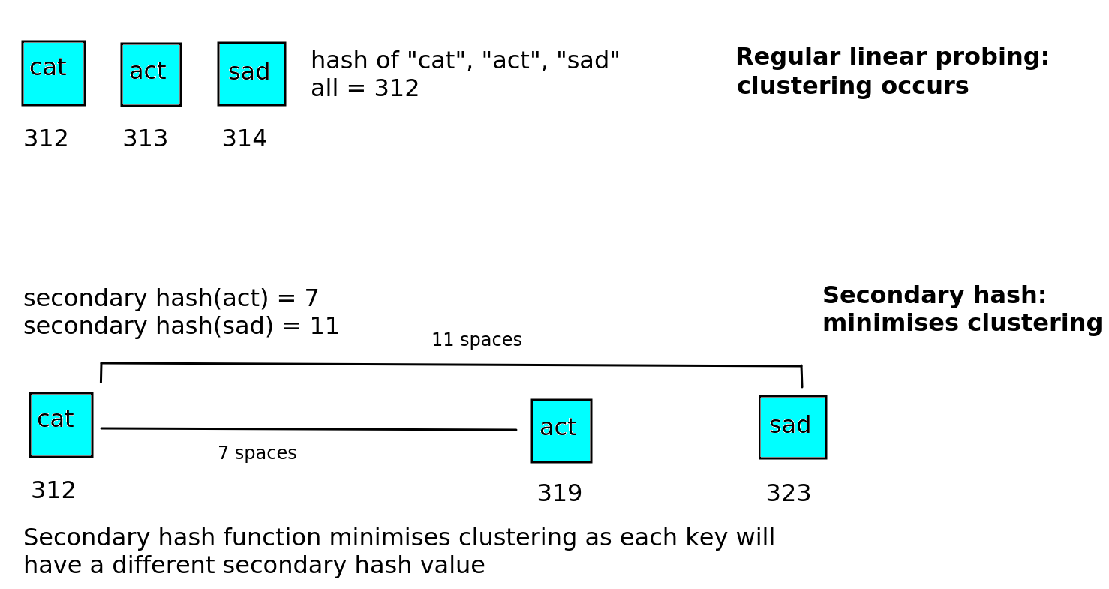 cat act sad hash of "cat", "act", "sad" Regular linear probing:
all = 312 clustering occurs
312 313 314
secondary hash(act) = 7 Secondary hash:
secondary hash(sad) = 11 minimises clustering
11 spaces
cat act sad
7 spaces
312 319 323
Secondary hash function minimises clustering as each key will
have a different secondary hash value